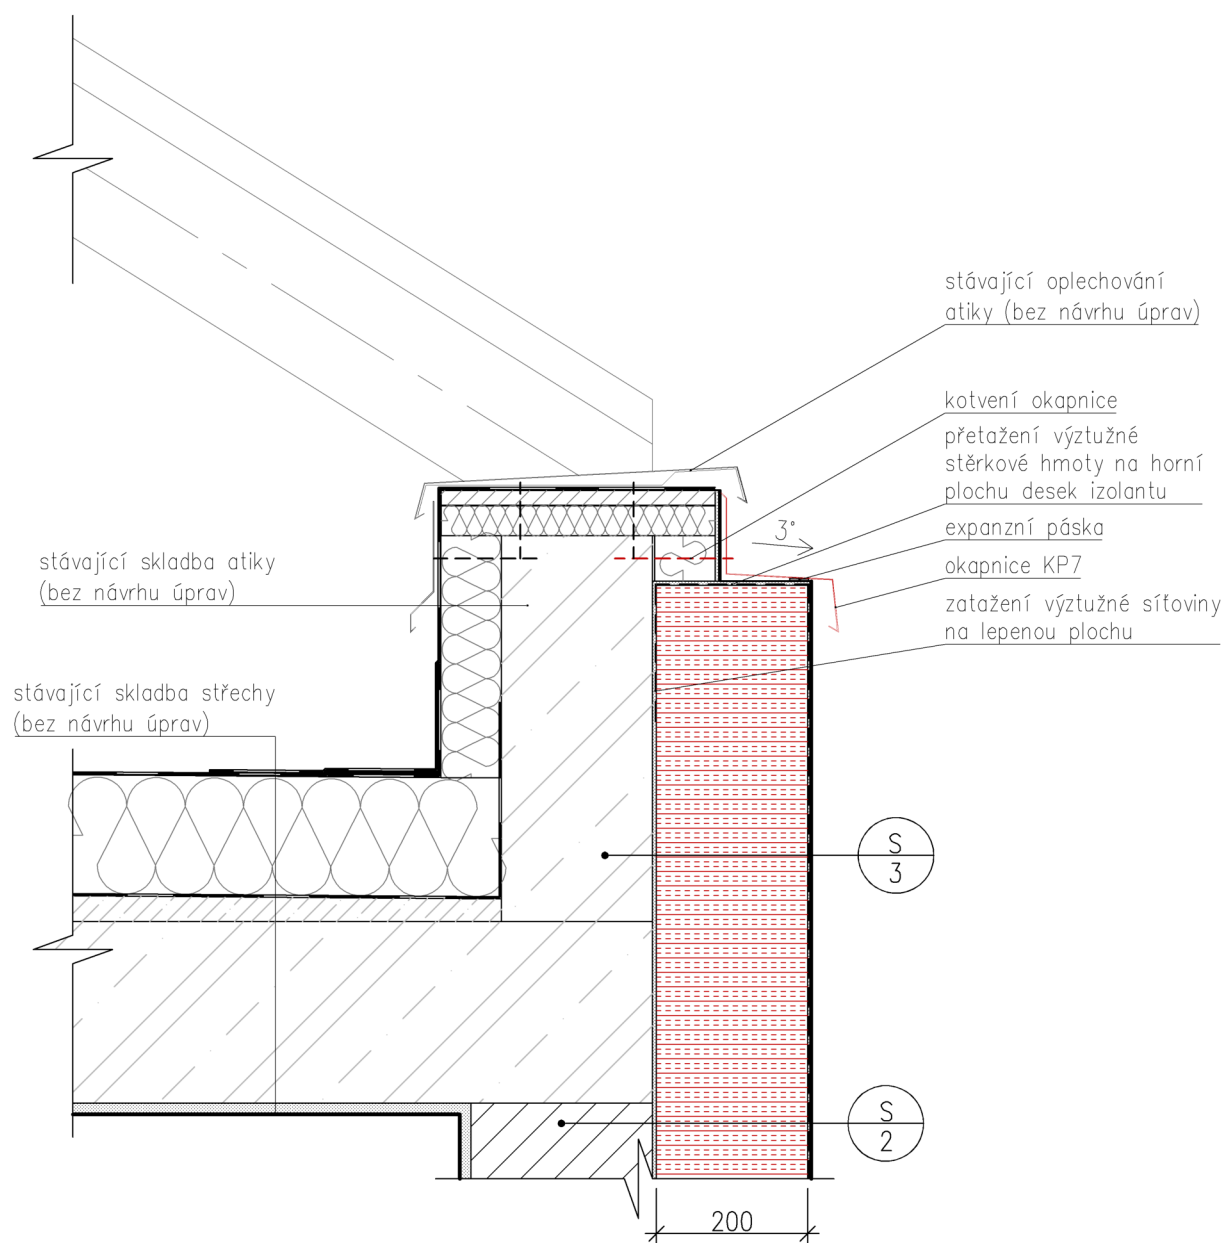 stávající oplechování
atiky (bez návrhu úprav)
kotvení okapnice
přetažení výztužné
stěrkové hmoty na horní
plochu desek izolantu
expanzní páska
okapnice KP7
zatažení výztužné síťoviny
na lepenou plochu
3°
stávající skladba atiky
(bez návrhu úprav)
stávající skladba střechy
(bez návrhu úprav)
S
3
S
2
200